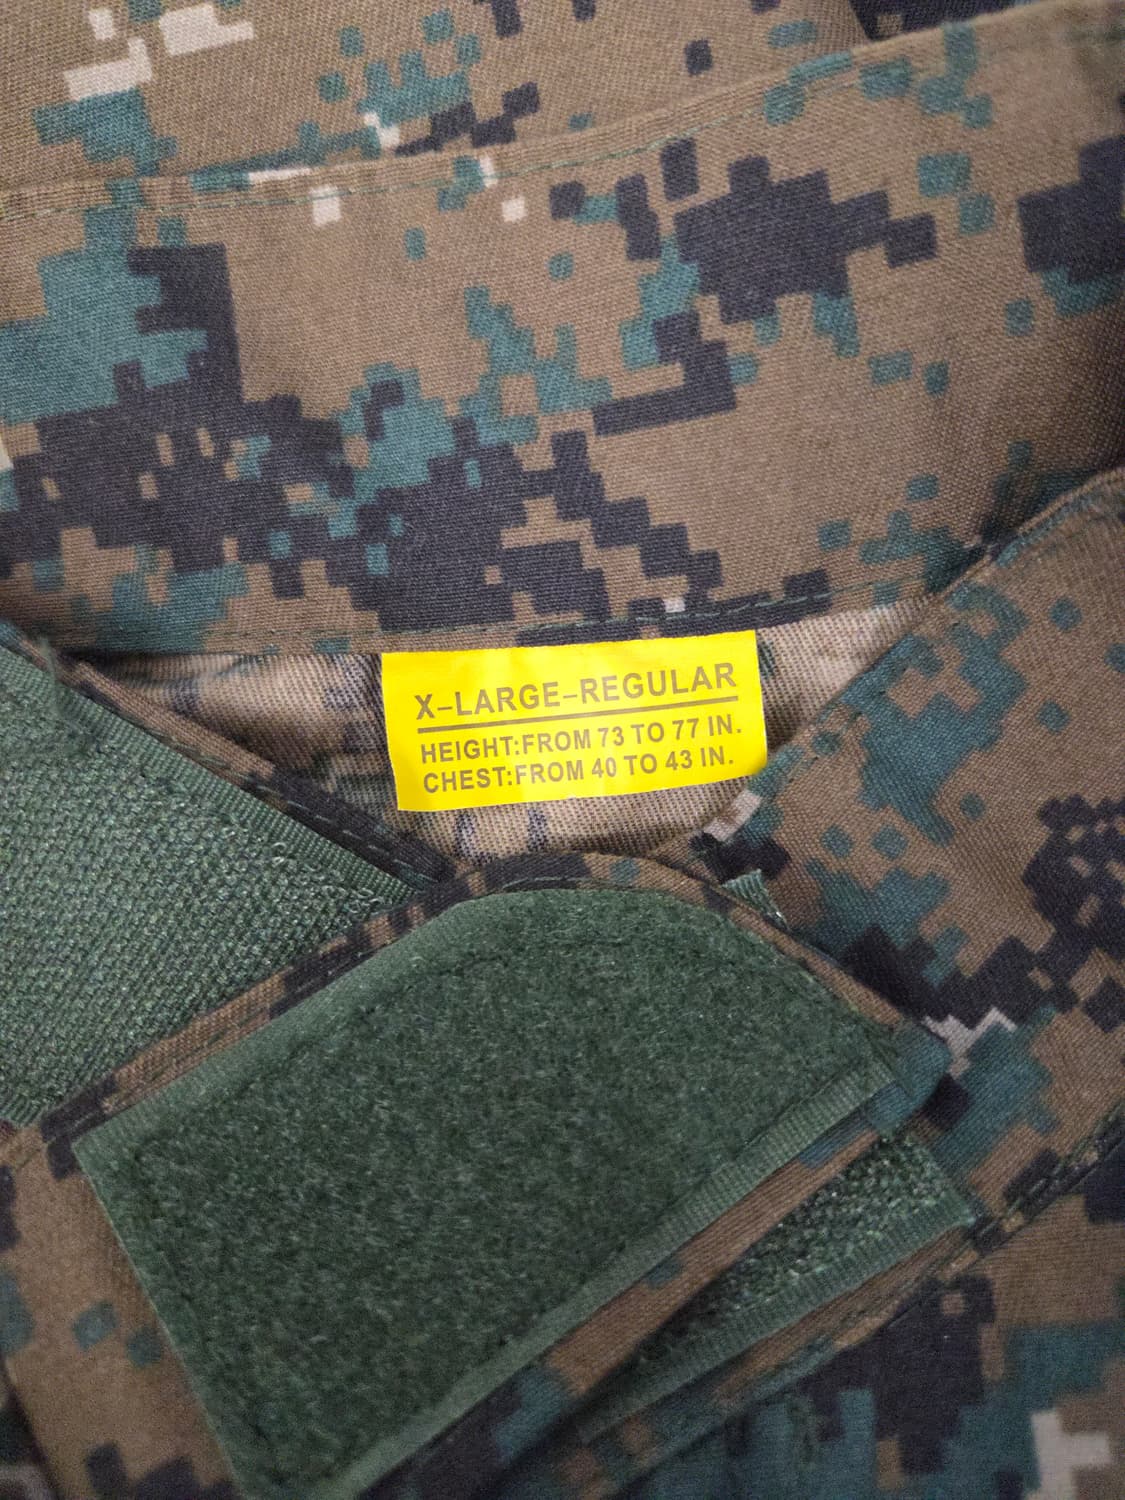 X-LARGE-REGULAR
HEIGHT:FROM 73 TO 77 IN.
CHEST:FROM 40 TO 43 IN.